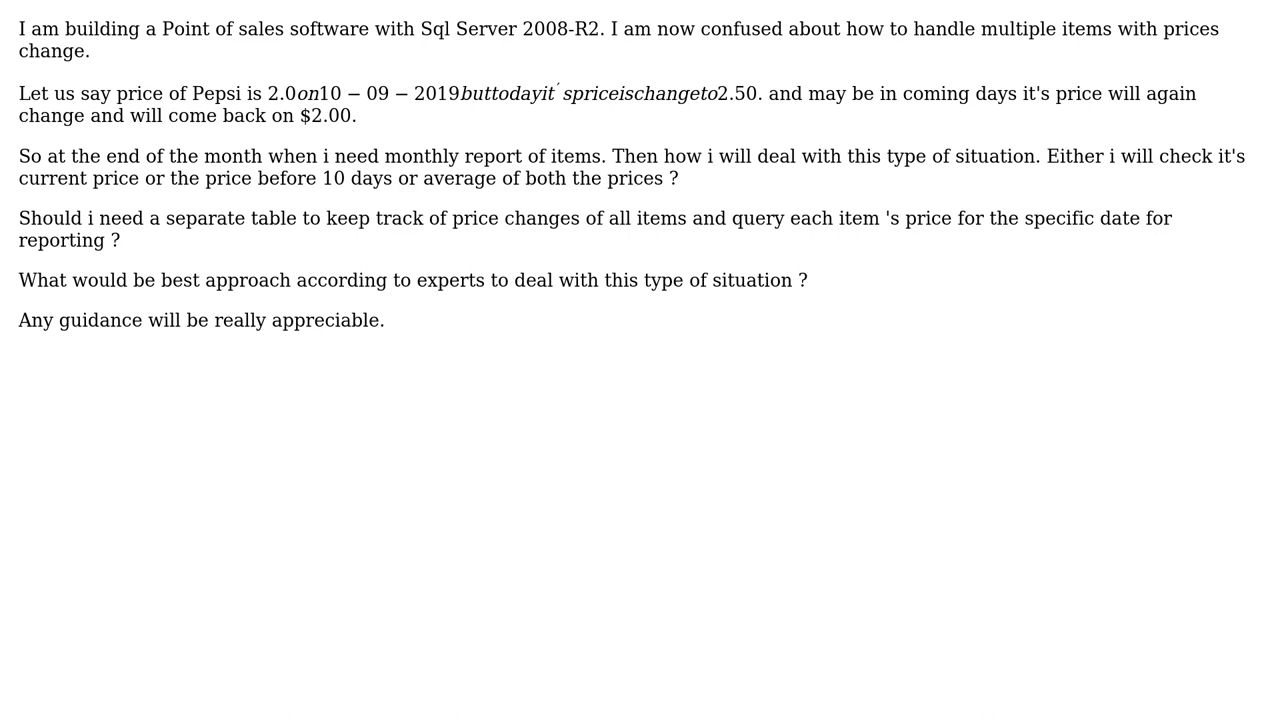 I am building a Point of sales software with Sql Server 2008-R2. I am now confused about how to handle multiple items with prices
change.
Let us say price of Pepsi is 2.0on10 − 09 − 2019buttodayit′spriceischangeto2.50. and may be in coming days it's price will again
change and will come back on $2.00.
So at the end of the month when i need monthly report of items. Then how i will deal with this type of situation. Either i will check it's
current price or the price before 10 days or average of both the prices ?
Should i need a separate table to keep track of price changes of all items and query each item 's price for the specific date for
reporting ?
What would be best approach according to experts to deal with this type of situation ?
Any guidance will be really appreciable.